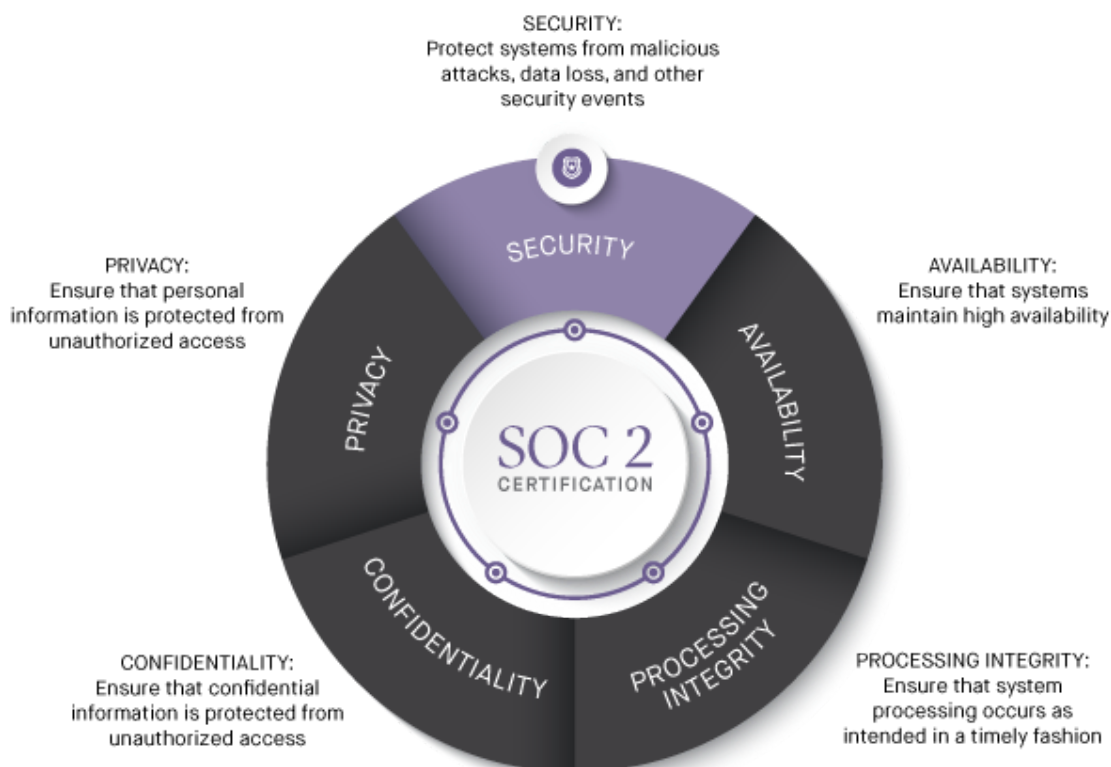 SECURITY:
Protect systems from malicious
attacks, data loss, and other
security events
SECURITY
AVAILABILITY:
Ensure that systems
maintain high availability
AVAILABILITY
PROCESSING INTEGRITY:
Ensure that system
processing occurs as
intended in a timely fashion
PROCESSING
INTEGRITY
CONFIDENTIALITY:
Ensure that confidential
information is protected from
unauthorized access
CONFIDENTIALITY
PRIVACY:
Ensure that personal
information is protected from
unauthorized access
PRIVACY
SOC 2
CERTIFICATION